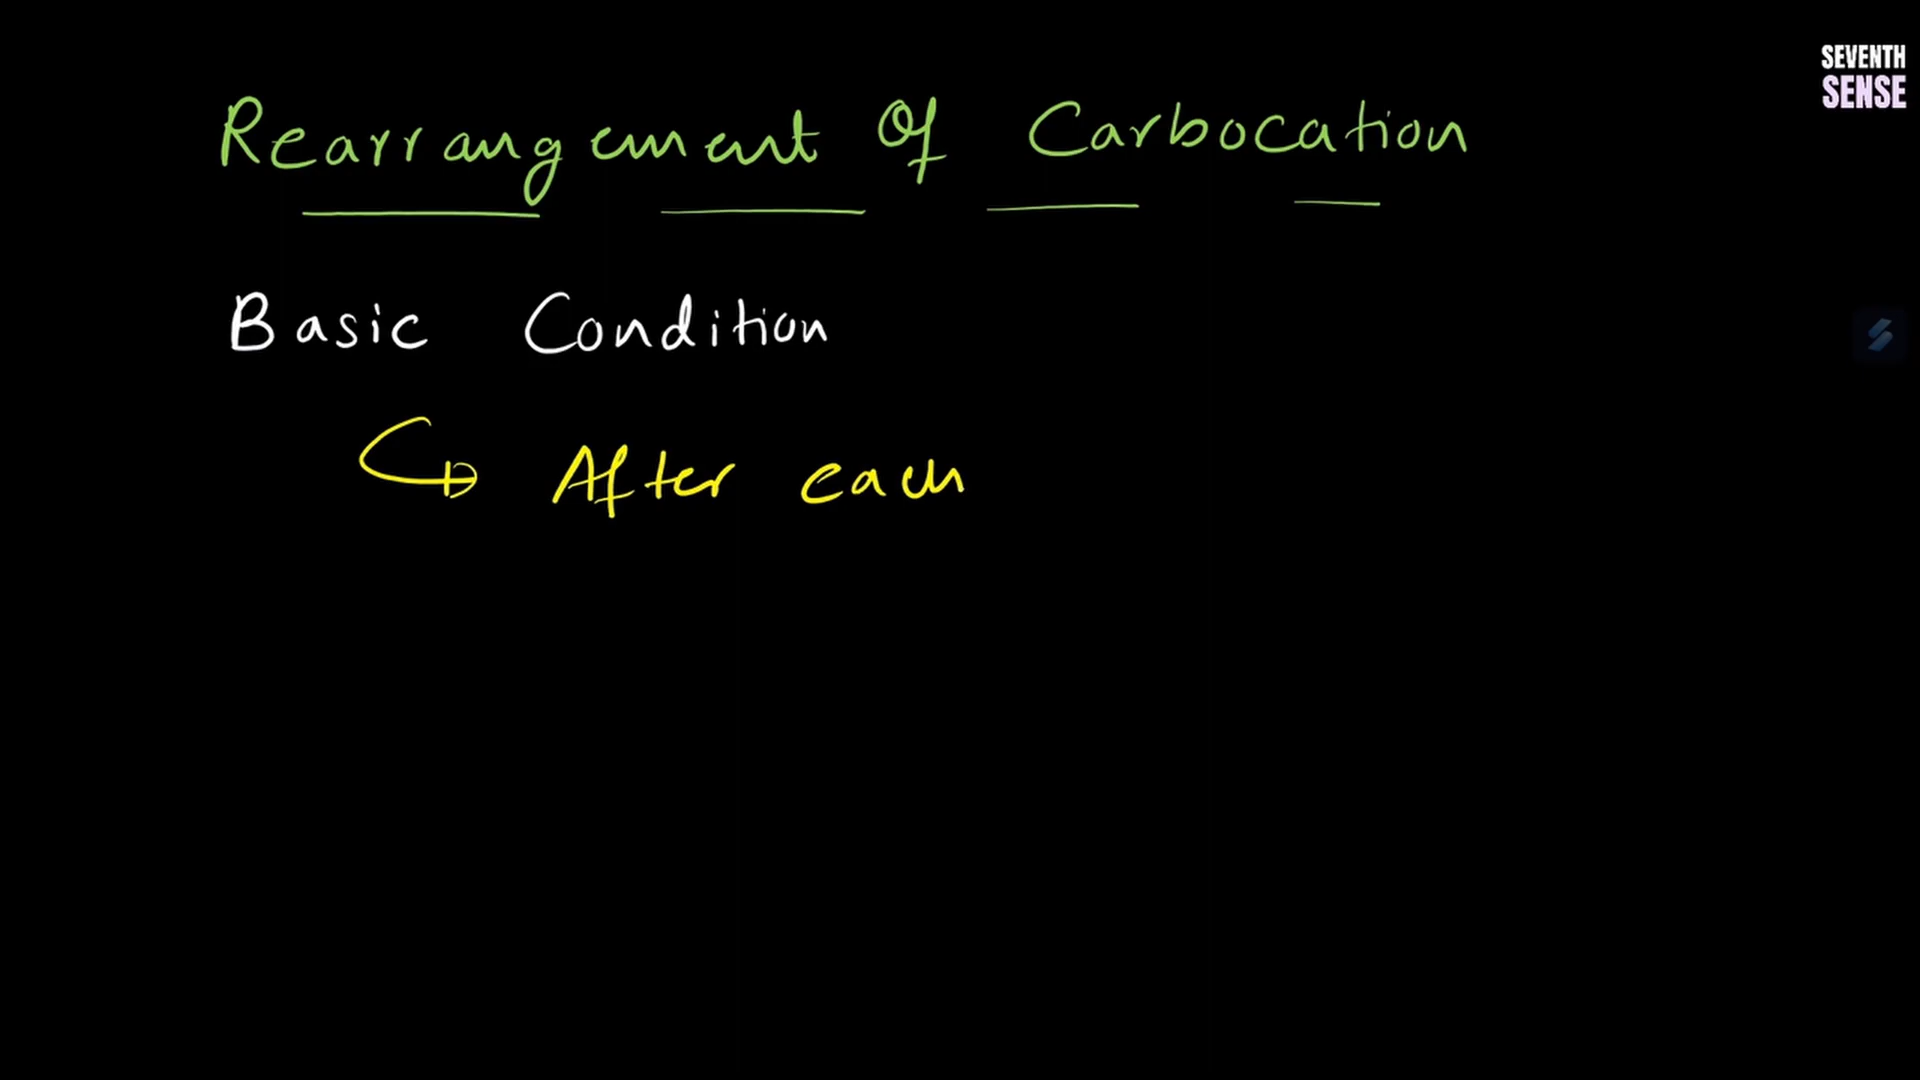 SEVENTH
SENSE
Rearrangement Of Carbocation
Basic Condition
After each